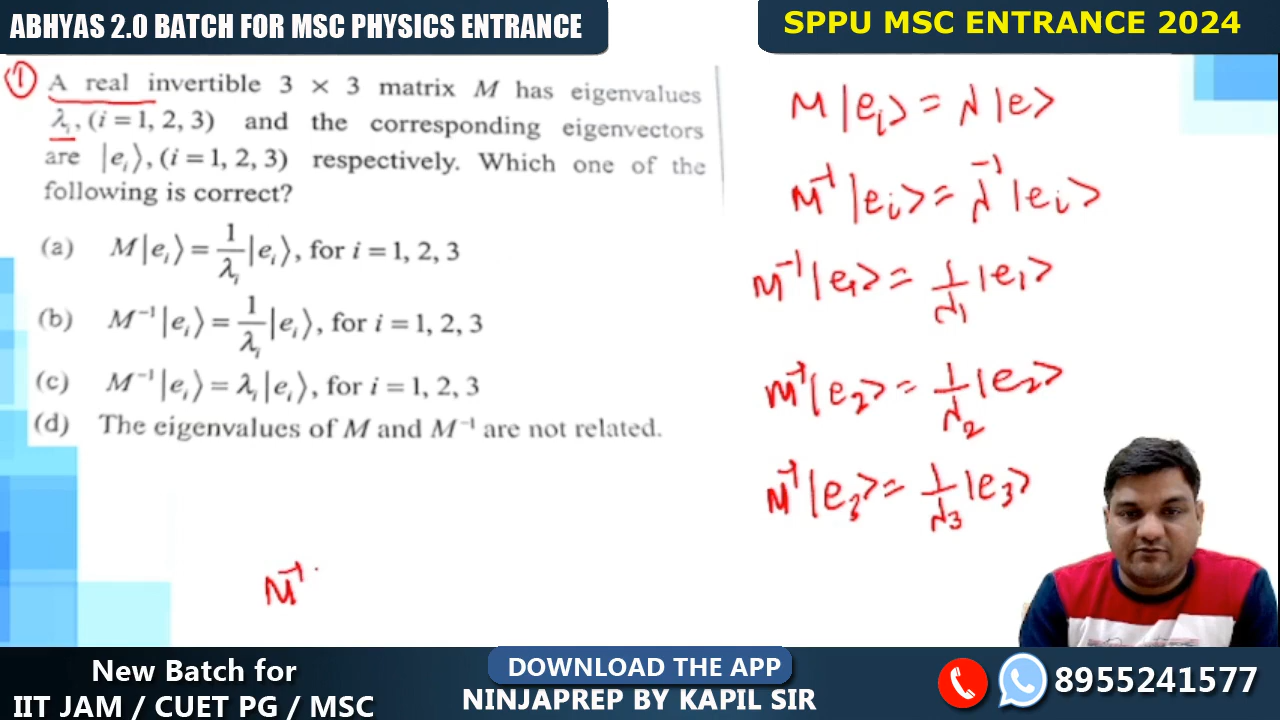 ABHYAS 2.0 BATCH FOR MSC PHYSICS ENTRANCE
SPPU MSC ENTRANCE 2024
① A real invertible 3 × 3 matrix M has eigenvalues
λᵢ, (i = 1, 2, 3) and the corresponding eigenvectors
are |eᵢ⟩, (i = 1, 2, 3) respectively. Which one of the
following is correct?
(a) M|eᵢ⟩ = 1/λᵢ |eᵢ⟩, for i = 1, 2, 3
(b) M⁻¹|eᵢ⟩ = 1/λᵢ |eᵢ⟩, for i = 1, 2, 3
(c) M⁻¹|eᵢ⟩ = λᵢ|eᵢ⟩, for i = 1, 2, 3
(d) The eigenvalues of M and M⁻¹ are not related.
M⁻¹
M|eᵢ⟩ = λ|e⟩
M⁻¹|eᵢ⟩ = λ⁻¹|eᵢ⟩
M⁻¹|e₁⟩ = 1/λ₁ |e₁⟩
M⁻¹|e₂⟩ = 1/λ₂ |e₂⟩
M⁻¹|e₃⟩ = 1/λ₃ |e₃⟩
New Batch for
IIT JAM / CUET PG / MSC
DOWNLOAD THE APP
NINJAPREP BY KAPIL SIR
8955241577